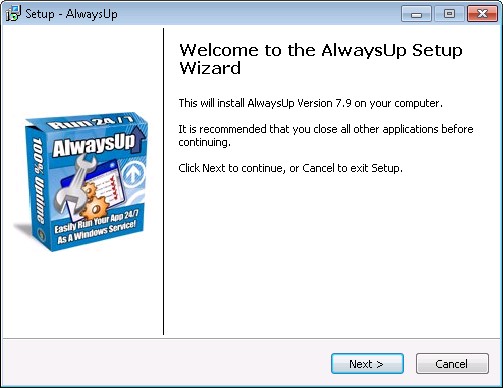 Setup - AlwaysUp
Welcome to the AlwaysUp Setup
Wizard
This will install AlwaysUp Version 7.9 on your computer.
It is recommended that you close all other applications before
continuing.
Click Next to continue, or Cancel to exit Setup.
Run 24/7
AlwaysUp
100% Uptime
Easily Run Your App 24/7
As A Windows Service!
Next >
Cancel